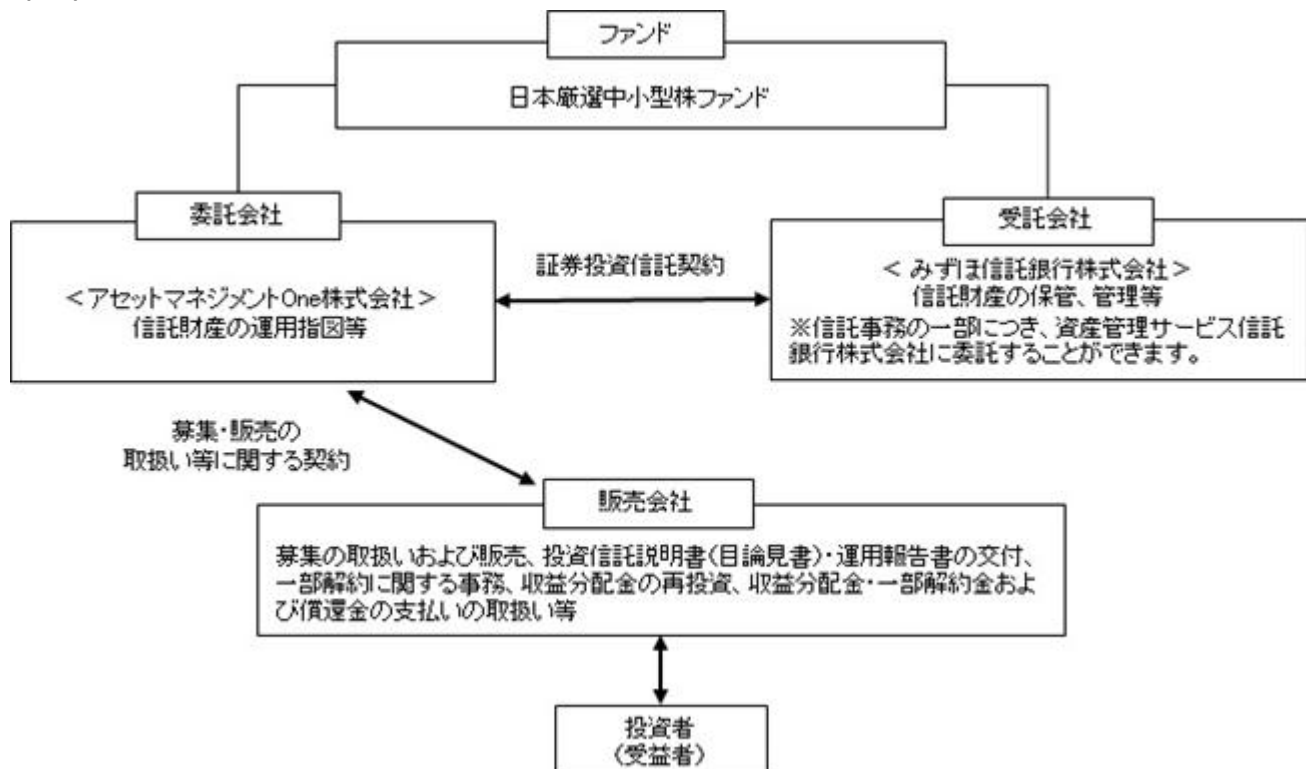 ファンド
日本厳選中小型株ファンド
委託会社
<アセットマネジメントOne株式会社>
信託財産の運用指図等
証券投資信託契約
受託会社
<みずほ信託銀行株式会社>
信託財産の保管、管理等
※信託事務の一部につき、資産管理サービス信託
銀行株式会社に委託することができます。
募集・販売の
取扱い等に関する契約
販売会社
募集の取扱いおよび販売、投資信託説明書(目論見書)・運用報告書の交付、
一部解約に関する事務、収益分配金の再投資、収益分配金・一部解約金およ
び償還金の支払いの取扱い等
投資者
(受益者)